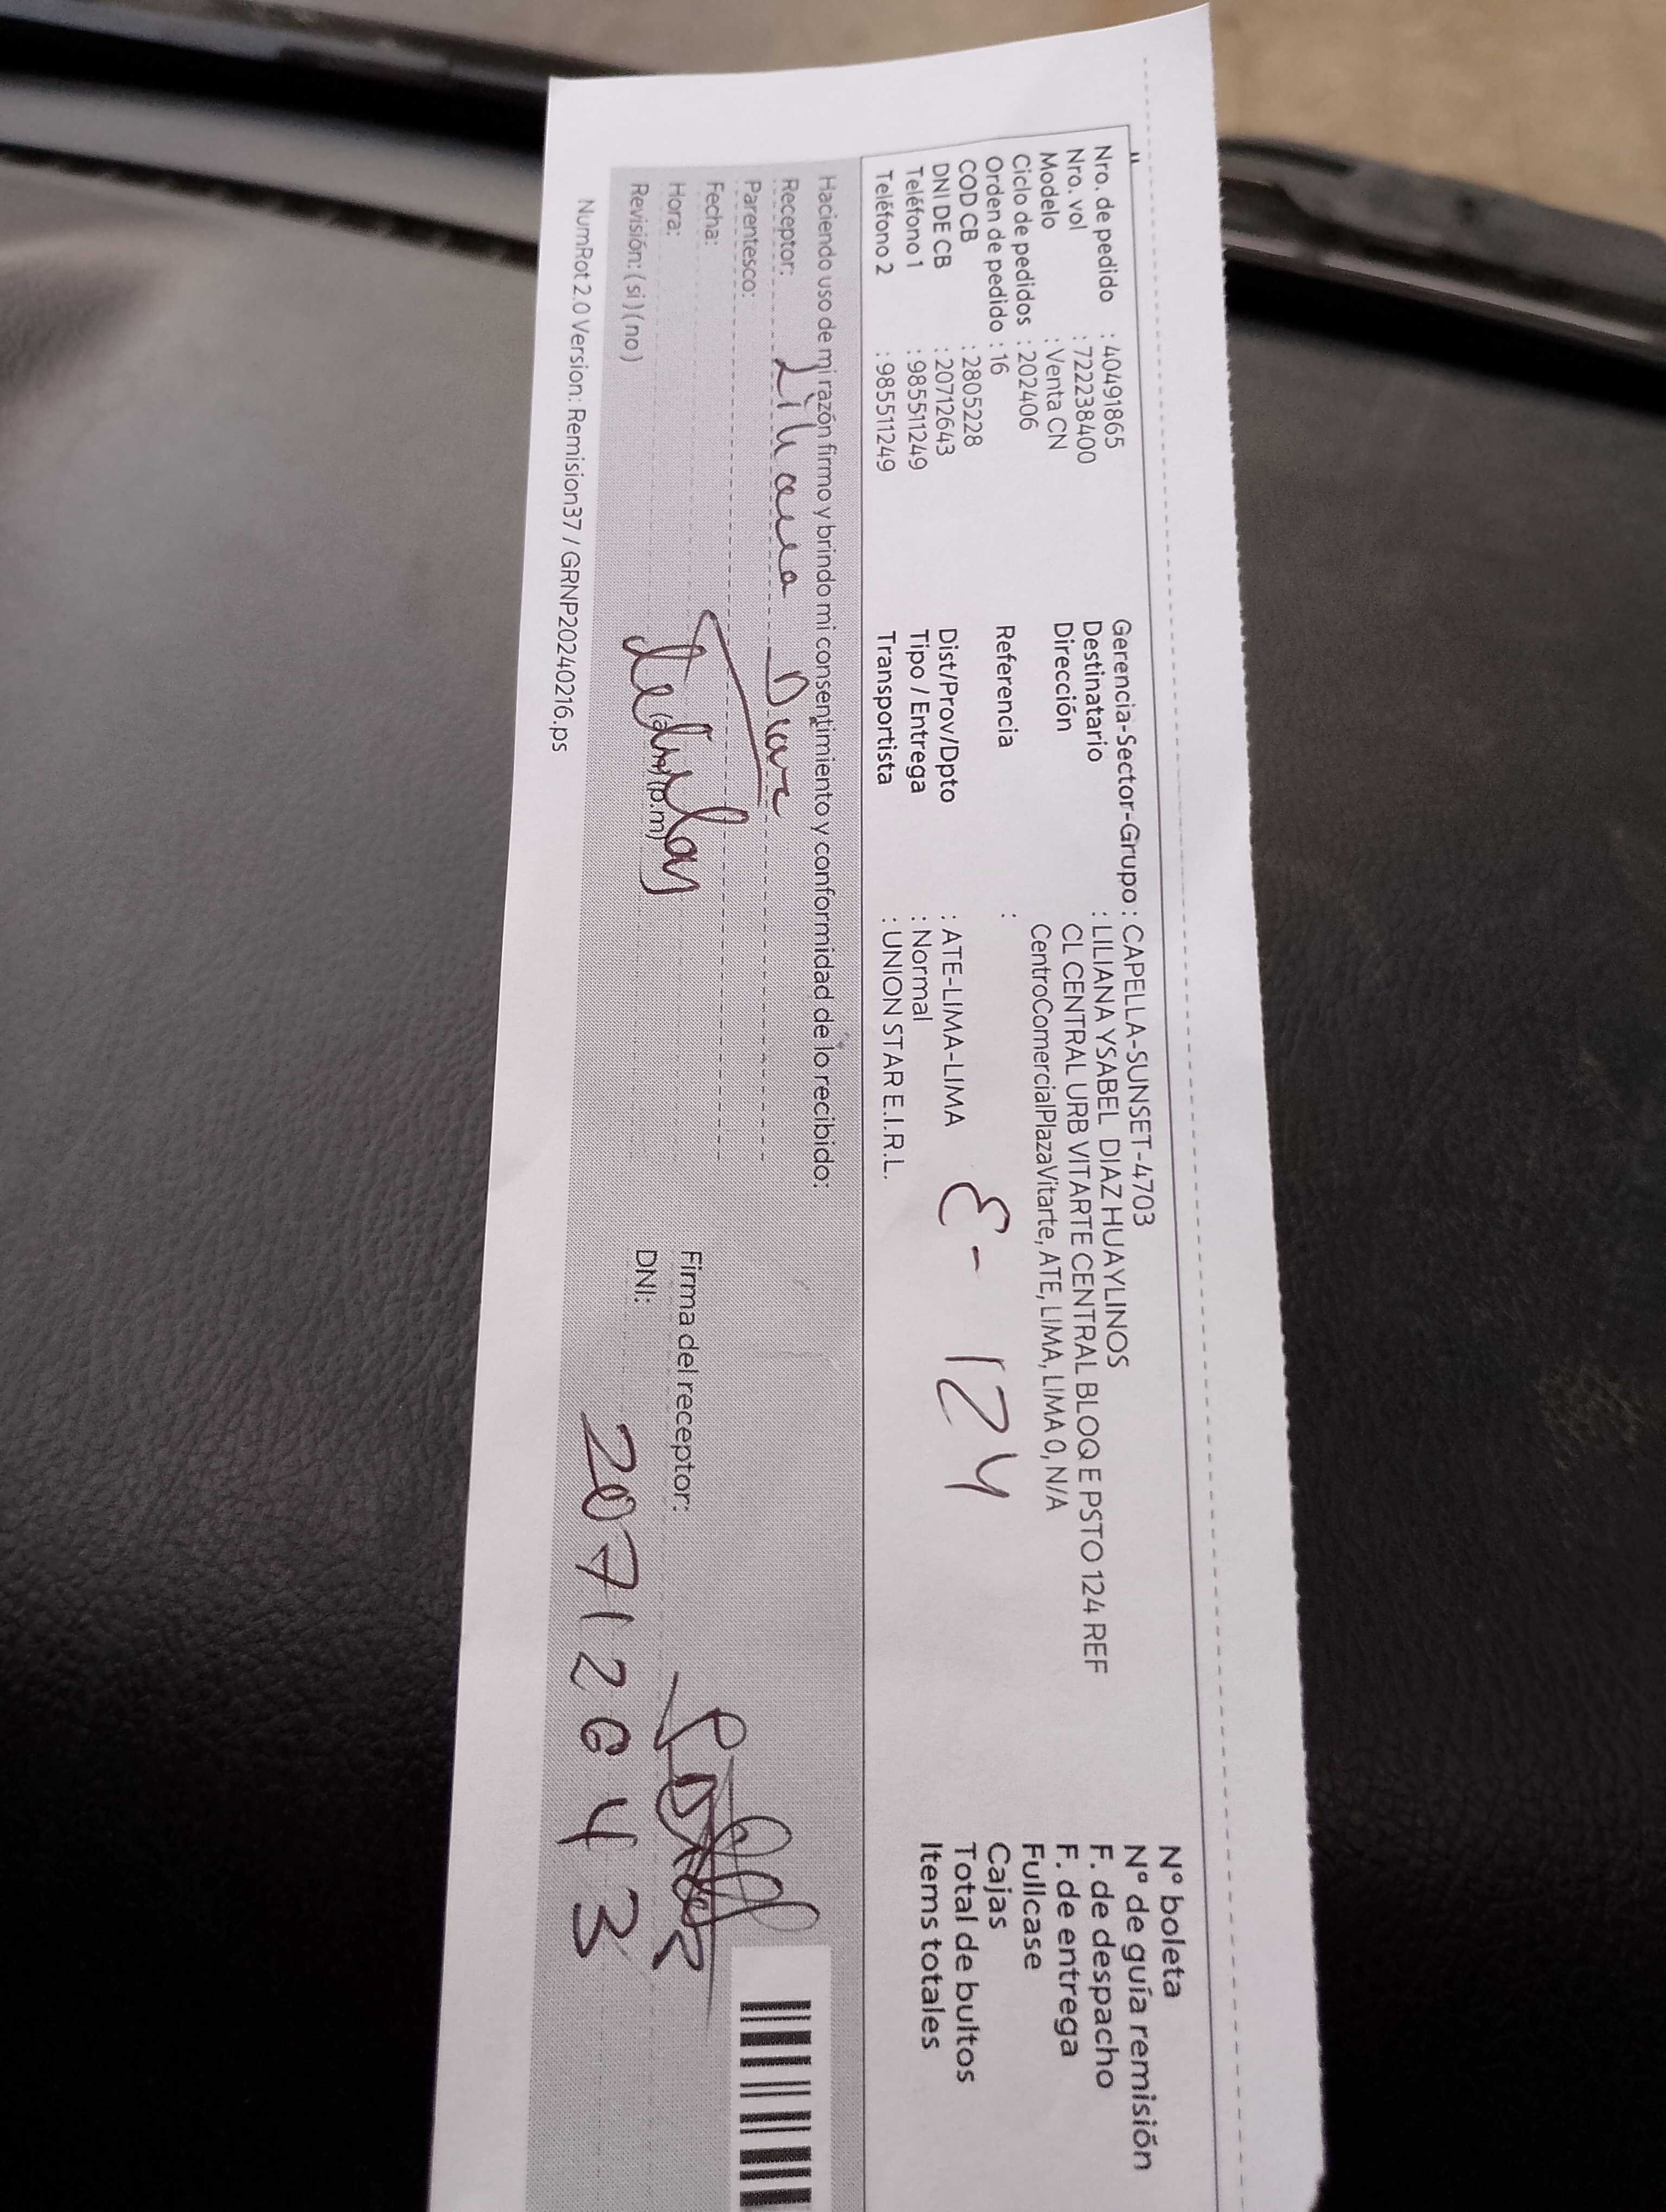 Nro. de pedido : 40491865
Nro. vol : 722238400
Modelo : Venta CN
Ciclo de pedidos : 202406
Orden de pedido : 16
COD CB : 2805228
DNI DE CB : 20712643
Teléfono 1 : 985511249
Teléfono 2 : 985511249
Gerencia-Sector-Grupo : CAPELLA-SUNSET-4703
Destinatario : LILIANA YSABEL DIAZ HUAYLINOS
Dirección : CL CENTRAL URB VITARTE CENTRAL BLOQ E PSTO 124 REF
CentroComercialPlazaVitarte, ATE, LIMA, LIMA 0, N/A
Referencia :
Dist/Prov/Dpto : ATE-LIMA-LIMA
Tipo / Entrega : Normal
Transportista : UNION STAR E.I.R.L.
E- 124
N° boleta
N° de guía remisión
F. de despacho
F. de entrega
Fullcase
Cajas
Total de bultos
Items totales
Haciendo uso de mi razón firmo y brindo mi consentimiento y conformidad de lo recibido:
Receptor: Liliana Diaz
Parentesco:
Fecha:
Hora:
Revisión: ( si ) ( no )
Firma del receptor:
DNI: 20712643
NumRot 2.0 Version: Remision37 / GRNP20240216.ps